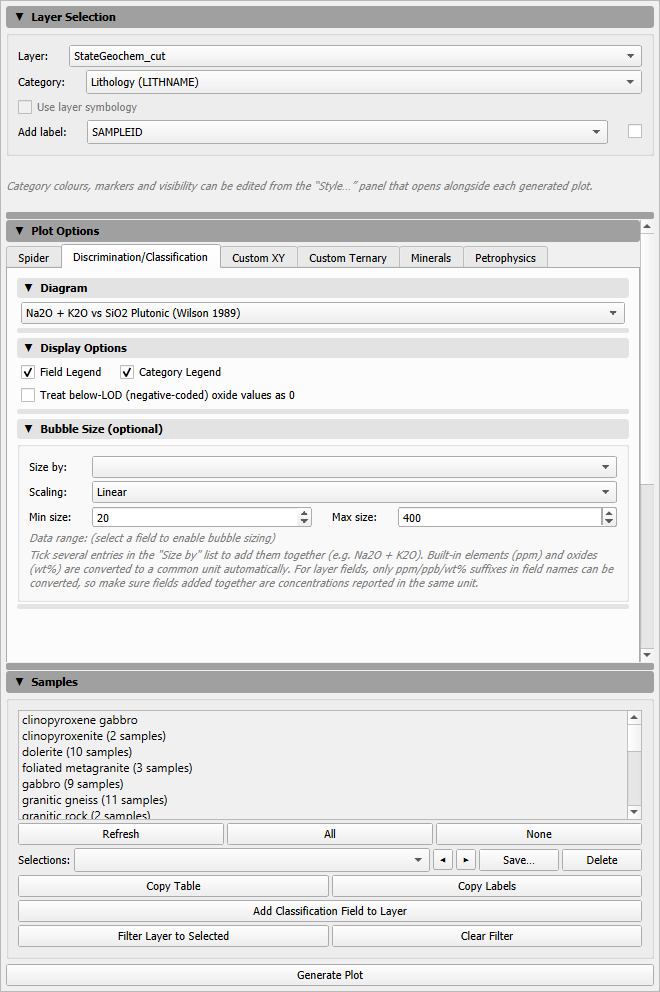 ▼ Layer Selection
Layer: StateGeochem_cut
Category: Lithology (LITHNAME)
Use layer symbology
Add label: SAMPLEID
Category colours, markers and visibility can be edited from the "Style..." panel that opens alongside each generated plot.
▼ Plot Options
Spider Discrimination/Classification Custom XY Custom Ternary Minerals Petrophysics
▼ Diagram
Na2O + K2O vs SiO2 Plutonic (Wilson 1989)
▼ Display Options
Field Legend Category Legend
Treat below-LOD (negative-coded) oxide values as 0
▼ Bubble Size (optional)
Size by:
Scaling: Linear
Min size: 20 Max size: 400
Data range: (select a field to enable bubble sizing)
Tick several entries in the "Size by" list to add them together (e.g. Na2O + K2O). Built-in elements (ppm) and oxides
(wt%) are converted to a common unit automatically. For layer fields, only ppm/ppb/wt% suffixes in field names can be
converted, so make sure fields added together are concentrations reported in the same unit.
▼ Samples
clinopyroxene gabbro
clinopyroxenite (2 samples)
dolerite (10 samples)
foliated metagranite (3 samples)
gabbro (9 samples)
granitic gneiss (11 samples)
granitic rock (2 samples)
Refresh All None
Selections: Save... Delete
Copy Table Copy Labels
Add Classification Field to Layer
Filter Layer to Selected Clear Filter
Generate Plot